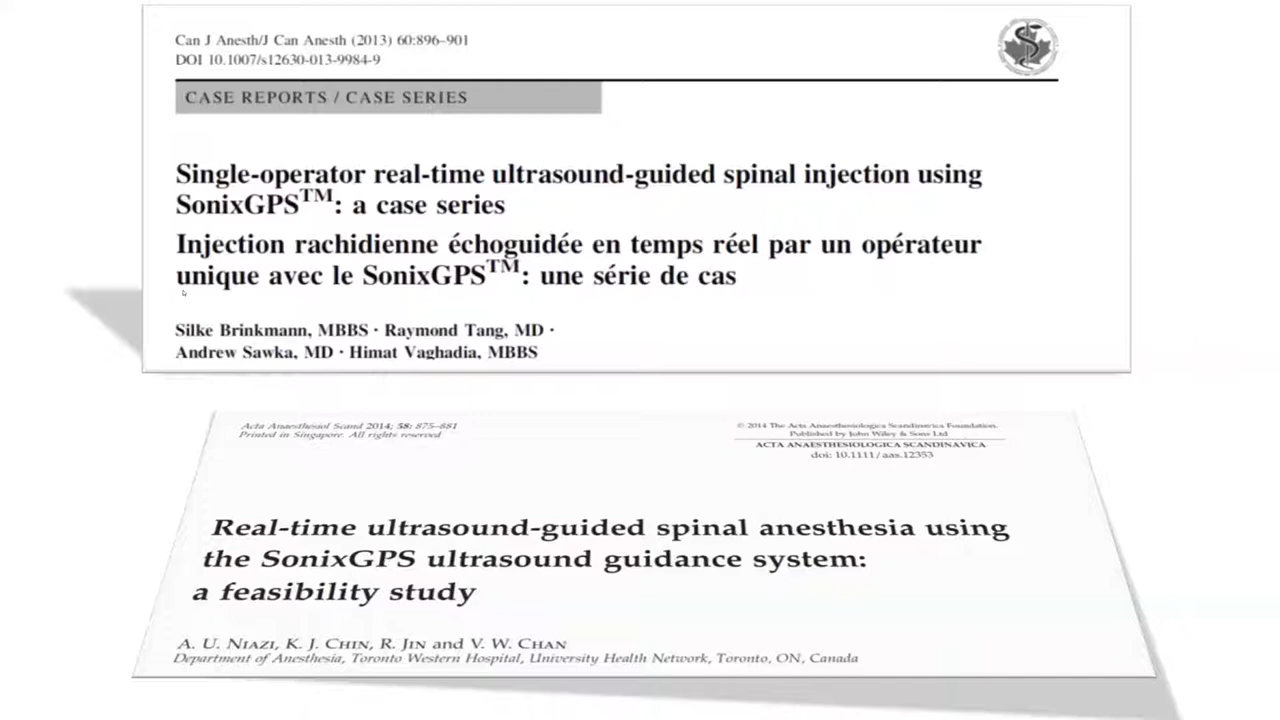 Can J Anesth/J Can Anesth (2013) 60:896–901
DOI 10.1007/s12630-013-9984-9
CASE REPORTS / CASE SERIES
Single-operator real-time ultrasound-guided spinal injection using
SonixGPS™: a case series
Injection rachidienne échoguidée en temps réel par un opérateur
unique avec le SonixGPS™: une série de cas
Silke Brinkmann, MBBS · Raymond Tang, MD ·
Andrew Sawka, MD · Himat Vaghadia, MBBS
Acta Anaesthesiol Scand 2014; 58: 875–881
Printed in Singapore. All rights reserved
© 2014 The Acta Anaesthesiologica Scandinavica Foundation.
Published by John Wiley & Sons Ltd
ACTA ANAESTHESIOLOGICA SCANDINAVICA
doi: 10.1111/aas.12353
Real-time ultrasound-guided spinal anesthesia using
the SonixGPS ultrasound guidance system:
a feasibility study
A. U. Niazi, K. J. Chin, R. Jin and V. W. Chan
Department of Anesthesia, Toronto Western Hospital, University Health Network, Toronto, ON, Canada